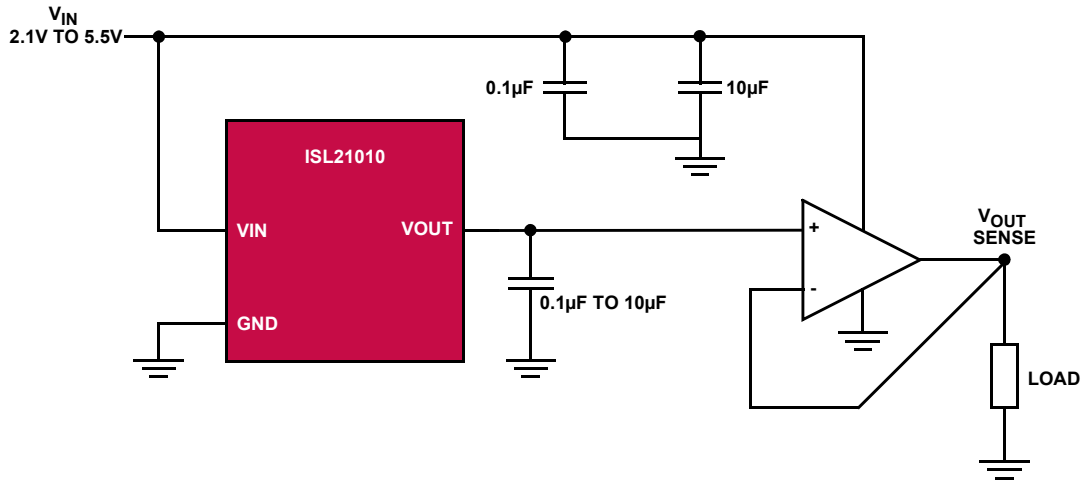 VIN
2.1V TO 5.5V
0.1µF
10µF
ISL21010
VIN
VOUT
GND
0.1µF TO 10µF
+
-
VOUT
SENSE
LOAD